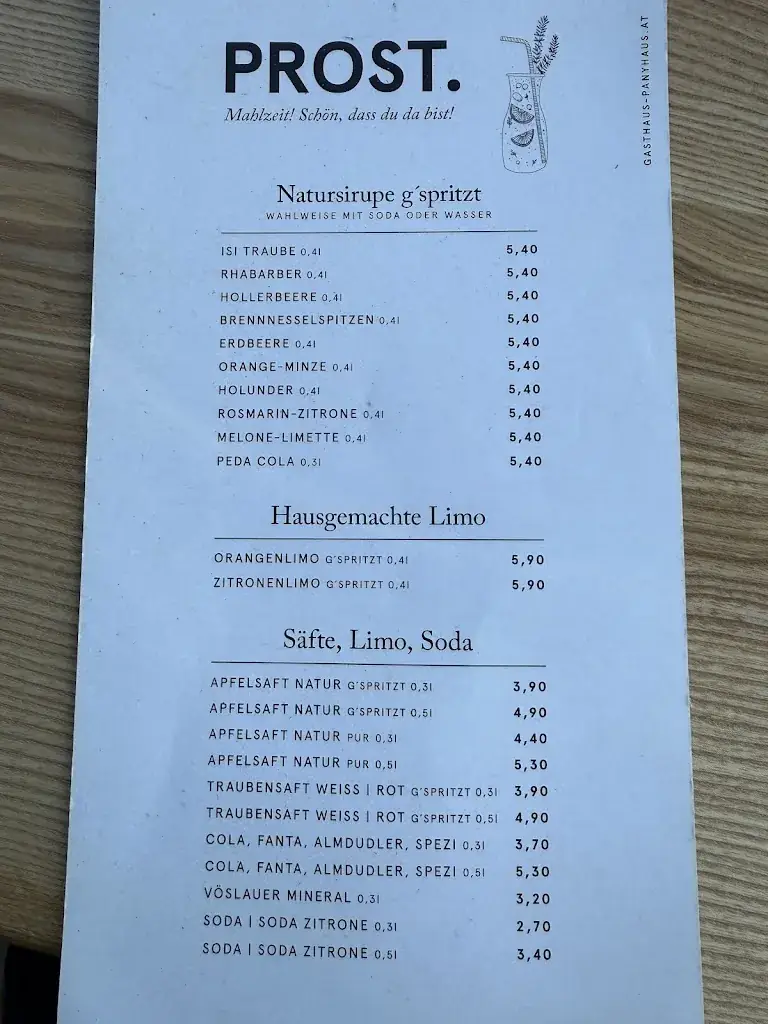 PROST.
Mahlzeit! Schön, dass du da bist!
GASTHAUS-PANYHAUS.AT
Natursirupe g´spritzt
WAHLWEISE MIT SODA ODER WASSER
ISI TRAUBE 0,4l 5,40
RHABARBER 0,4l 5,40
HOLLERBEERE 0,4l 5,40
BRENNNESSELSPITZEN 0,4l 5,40
ERDBEERE 0,4l 5,40
ORANGE-MINZE 0,4l 5,40
HOLUNDER 0,4l 5,40
ROSMARIN-ZITRONE 0,4l 5,40
MELONE-LIMETTE 0,4l 5,40
PEDA COLA 0,3l 5,40
Hausgemachte Limo
ORANGENLIMO G'SPRITZT 0,4l 5,90
ZITRONENLIMO G'SPRITZT 0,4l 5,90
Säfte, Limo, Soda
APFELSAFT NATUR G'SPRITZT 0,3l 3,90
APFELSAFT NATUR G'SPRITZT 0,5l 4,90
APFELSAFT NATUR PUR 0,3l 4,40
APFELSAFT NATUR PUR 0,5l 5,30
TRAUBENSAFT WEISS | ROT G'SPRITZT 0,3l 3,90
TRAUBENSAFT WEISS | ROT G'SPRITZT 0,5l 4,90
COLA, FANTA, ALMDUDLER, SPEZI 0,3l 3,70
COLA, FANTA, ALMDUDLER, SPEZI 0,5l 5,30
VÖSLAUER MINERAL 0,3l 3,20
SODA | SODA ZITRONE 0,3l 2,70
SODA | SODA ZITRONE 0,5l 3,40